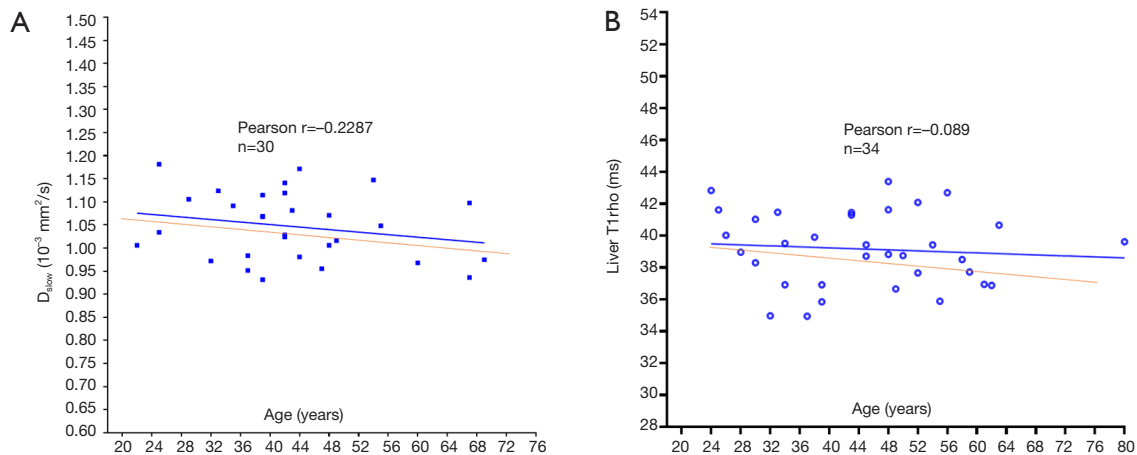 A
1.50
1.45
1.40
1.35
1.30
1.25
1.20
1.15
1.10
1.05
1.00
0.95
0.90
0.85
0.80
0.75
0.70
0.65
0.60
D_slow (10⁻³ mm²/s)
Pearson r=–0.2287
n=30
Age (years)
20 24 28 32 36 40 44 48 52 56 60 64 68 72 76
B
54
52
50
48
46
44
42
40
38
36
34
32
30
28
Liver T1rho (ms)
Pearson r=–0.089
n=34
Age (years)
20 24 28 32 36 40 44 48 52 56 60 64 68 72 76 80